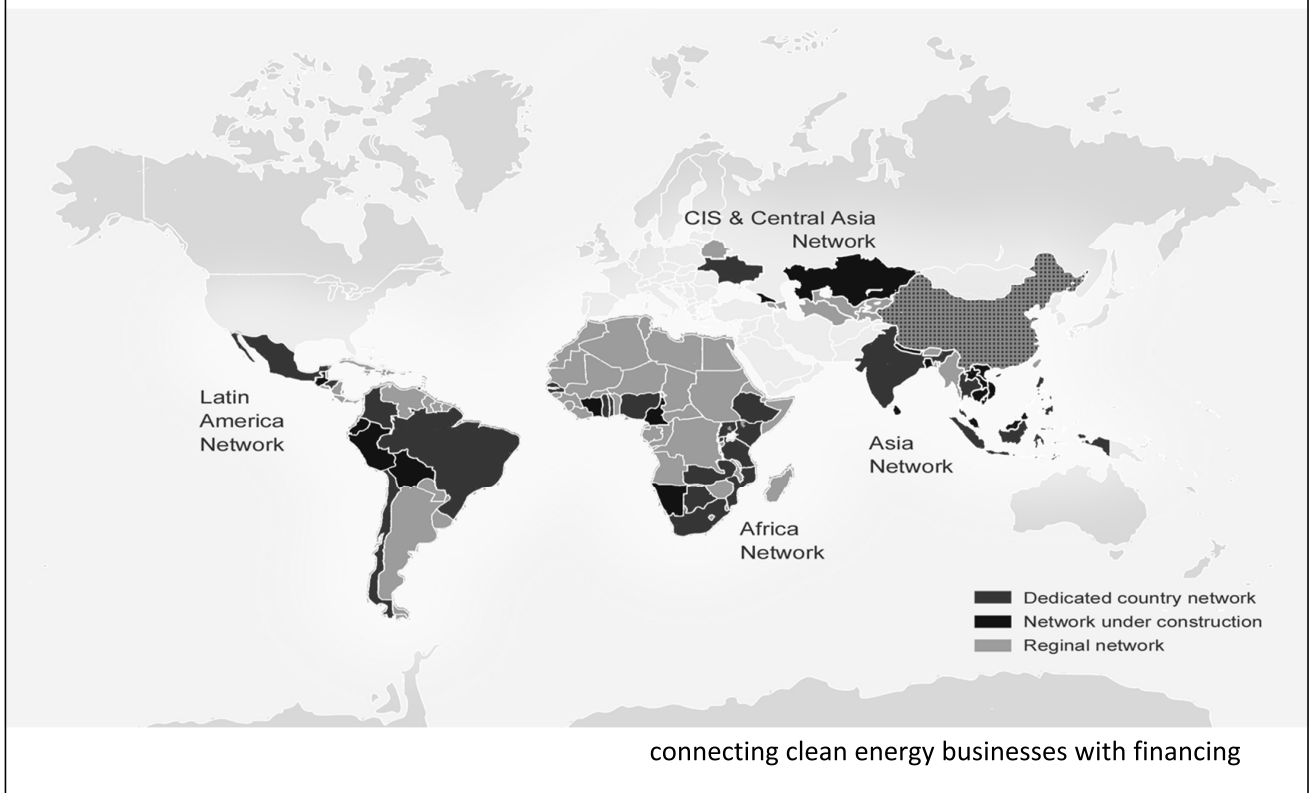 CIS & Central Asia
Network
Latin
America
Network
Asia
Network
Africa
Network
Dedicated country network
Network under construction
Reginal network
connecting clean energy businesses with financing